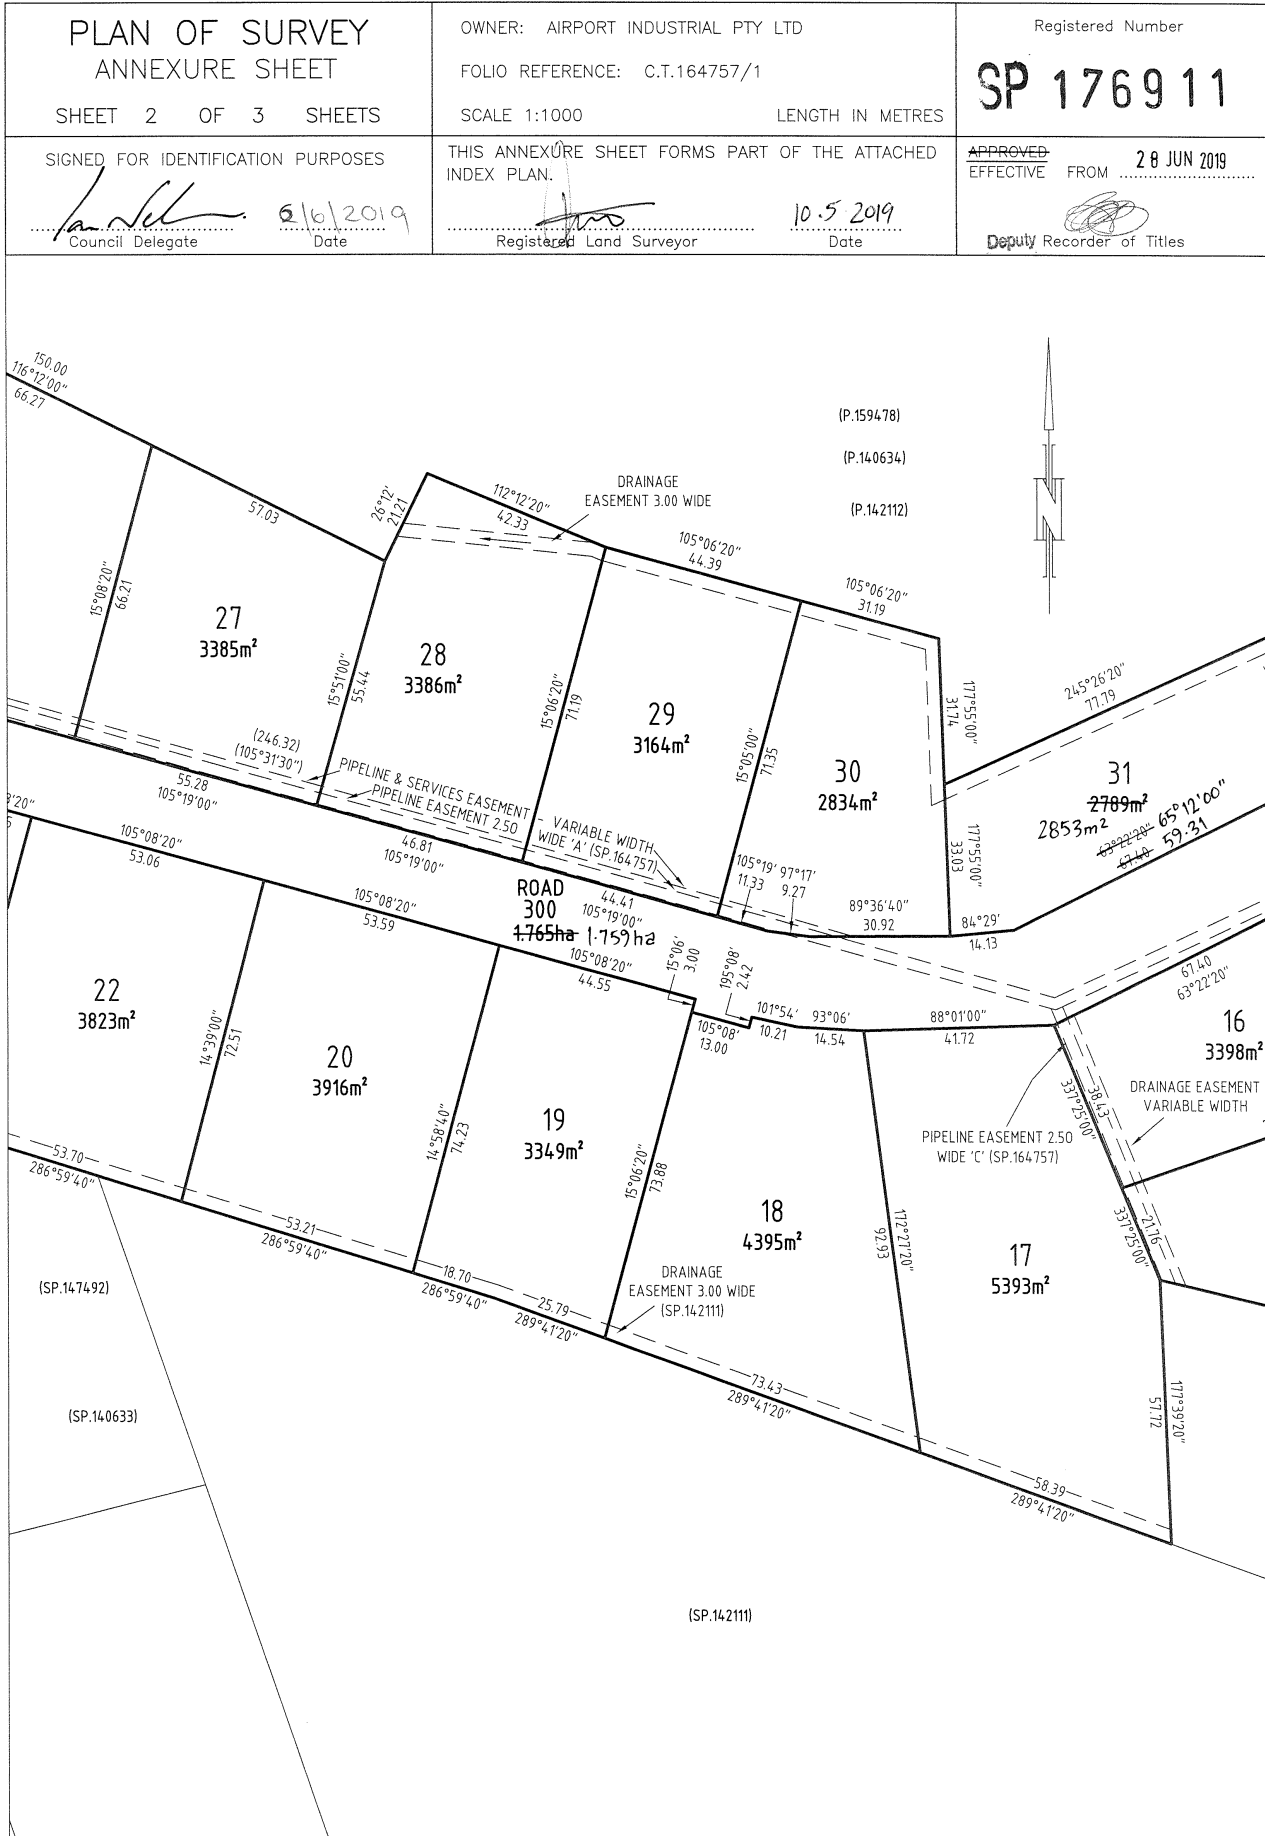 PLAN OF SURVEY
ANNEXURE SHEET
SHEET 2 OF 3 SHEETS
OWNER: AIRPORT INDUSTRIAL PTY LTD
FOLIO REFERENCE: C.T.164757/1
SCALE 1:1000 LENGTH IN METRES
Registered Number
SP 176911
SIGNED FOR IDENTIFICATION PURPOSES
6/6/2019
Council Delegate Date
THIS ANNEXURE SHEET FORMS PART OF THE ATTACHED
INDEX PLAN.
10.5.2019
Registered Land Surveyor Date
APPROVED
EFFECTIVE FROM 28 JUN 2019
Deputy Recorder of Titles
150.00
116°12'00"
66.27
57.03
26°12'
21.21
112°12'20"
42.33
DRAINAGE
EASEMENT 3.00 WIDE
(P.159478)
(P.140634)
(P.142112)
N
105°06'20"
44.39
105°06'20"
31.19
15°08'20"
66.21
27
3385m²
15°51'00"
55.44
28
3386m²
15°06'20"
71.19
29
3164m²
15°05'00"
71.35
30
2834m²
177°55'00"
31.74
245°26'20"
77.79
31
2789m²
2853m²
63°22'20" 65°12'00"
67.40 59.31
177°55'00"
33.03
(246.32)
(105°31'30")
PIPELINE & SERVICES EASEMENT - VARIABLE WIDTH
PIPELINE EASEMENT 2.50 WIDE 'A' (SP.164757)
55.28
105°19'00"
46.81
105°19'00"
44.41
105°19'00"
105°19' 97°17'
11.33 9.27
89°36'40"
30.92
84°29'
14.13
3'20"
105°08'20"
53.06
105°08'20"
53.59
ROAD
300
1.765ha 1.759ha
105°08'20"
44.55
15°06'
3.00
195°08'
2.42
105°08'
13.00
101°54'
10.21
93°06'
14.54
88°01'00"
41.72
67.40
63°22'20"
16
3398m²
22
3823m²
14°39'00"
72.51
20
3916m²
14°58'40"
74.23
19
3349m²
15°06'20"
73.88
18
4395m²
172°27'20"
92.93
17
5393m²
PIPELINE EASEMENT 2.50
WIDE 'C' (SP.164757)
38.43
337°25'00"
DRAINAGE EASEMENT
VARIABLE WIDTH
21.76
337°25'00"
177°39'20"
57.72
53.70
286°59'40"
53.21
286°59'40"
18.70
286°59'40"
25.79
289°41'20"
DRAINAGE
EASEMENT 3.00 WIDE
(SP.142111)
73.43
289°41'20"
58.39
289°41'20"
(SP.147492)
(SP.140633)
(SP.142111)